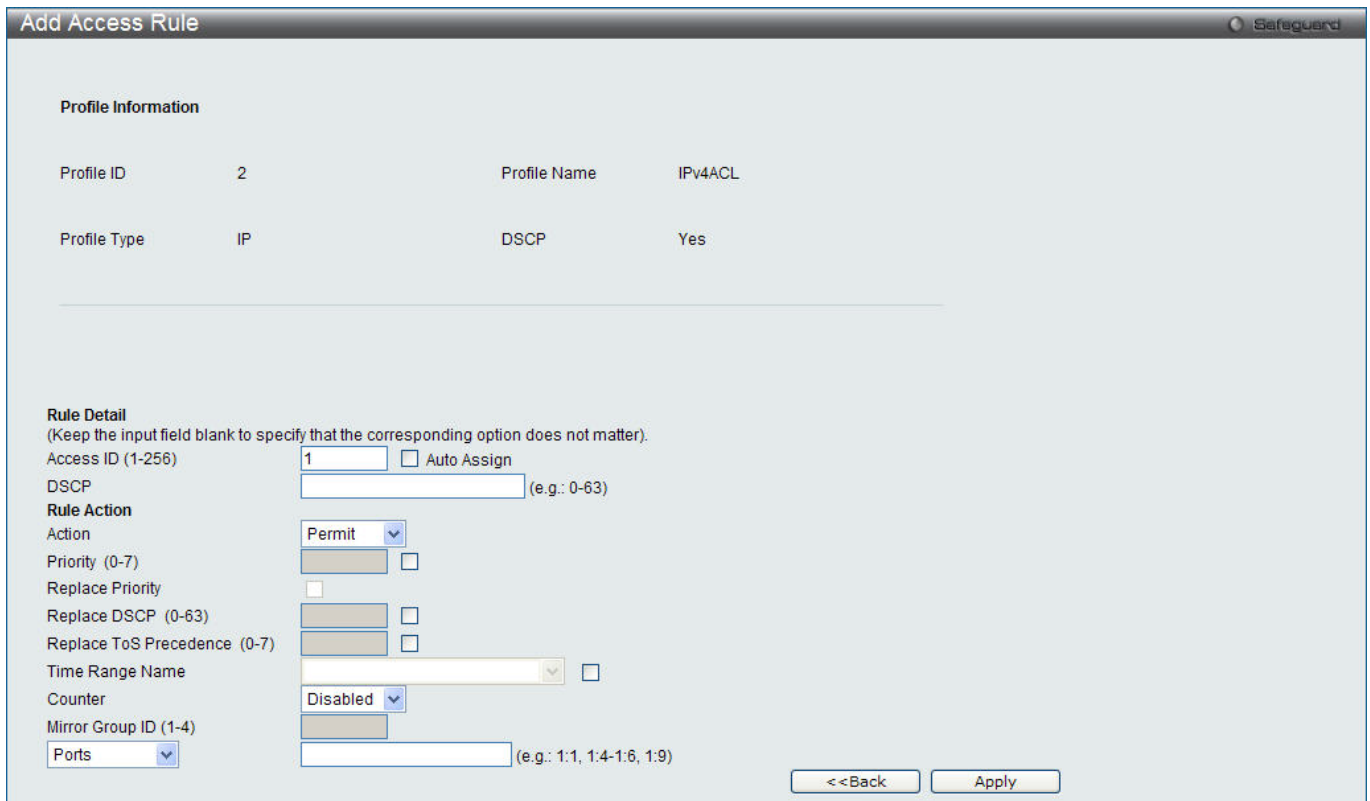 Add Access Rule
Safeguard
Profile Information
Profile ID 2 Profile Name IPv4ACL
Profile Type IP DSCP Yes
Rule Detail
(Keep the input field blank to specify that the corresponding option does not matter).
Access ID (1-256) 1 Auto Assign
DSCP (e.g.: 0-63)
Rule Action
Action Permit
Priority (0-7)
Replace Priority
Replace DSCP (0-63)
Replace ToS Precedence (0-7)
Time Range Name
Counter Disabled
Mirror Group ID (1-4)
Ports (e.g.: 1:1, 1:4-1:6, 1:9)
<<Back Apply